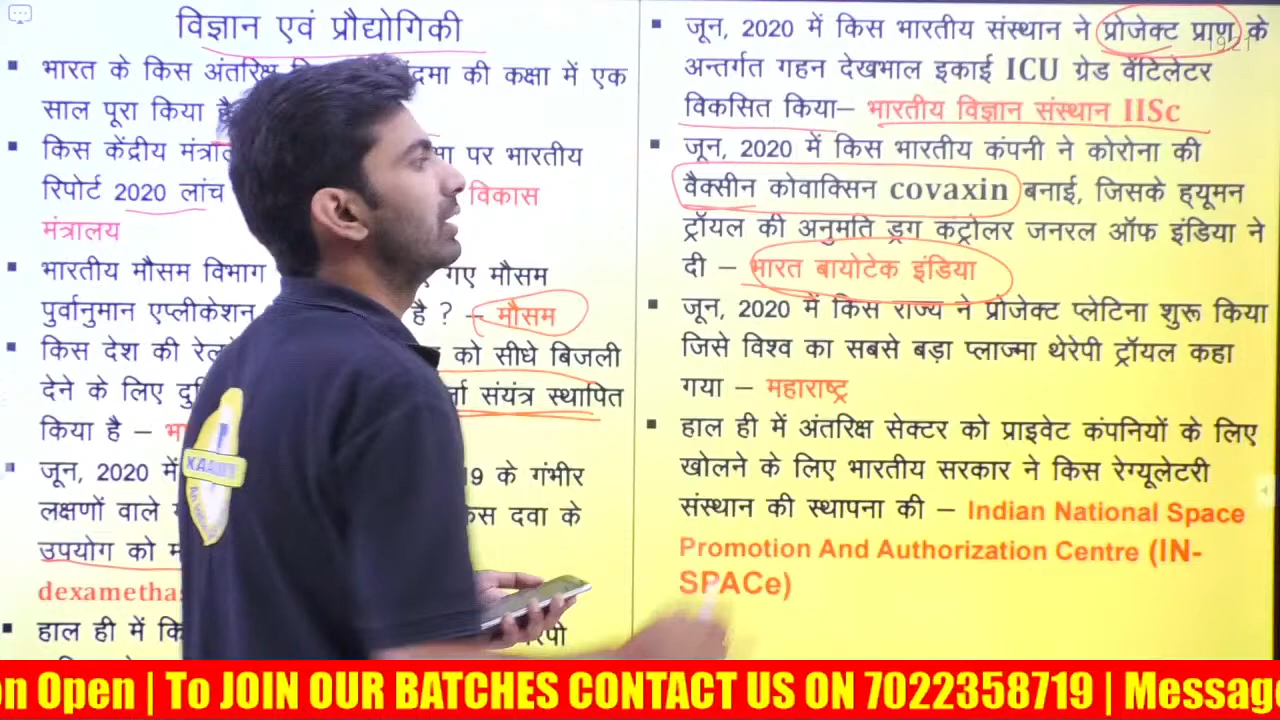 विज्ञान एवं प्रौद्योगिकी
भारत के किस अंतरिक्ष की कक्षा में एक
साल पूरा किया
किस केंद्रीय पर भारतीय
रिपोर्ट 2020 लांच विकास
मंत्रालय
भारतीय मौसम विभाग गए मौसम
पुर्वानुमान एप्लीकेशन है ? – मौसम
किस देश की को सीधे बिजली
देने के लिए संयंत्र स्थापित
किया है –
जून, 2020 में 19 के गंभीर
लक्षणों वाले दवा के
उपयोग को
हाल ही में
जून, 2020 में किस भारतीय संस्थान ने प्रोजेक्ट प्राण के
अन्तर्गत गहन देखभाल इकाई ICU ग्रेड वेंटिलेटर
विकसित किया– भारतीय विज्ञान संस्थान IISc
जून, 2020 में किस भारतीय कंपनी ने कोरोना की
वैक्सीन कोवाक्सिन covaxin बनाई, जिसके ह्यूमन
ट्रॉयल की अनुमति ड्रग कंट्रोलर जनरल ऑफ इंडिया ने
दी – भारत बायोटेक इंडिया
जून, 2020 में किस राज्य ने प्रोजेक्ट प्लेटिना शुरू किया
जिसे विश्व का सबसे बड़ा प्लाज्मा थेरेपी ट्रॉयल कहा
गया – महाराष्ट्र
हाल ही में अंतरिक्ष सेक्टर को प्राइवेट कंपनियों के लिए
खोलने के लिए भारतीय सरकार ने किस रेग्यूलेटरी
संस्थान की स्थापना की – Indian National Space
Promotion And Authorization Centre (IN-
SPACe)
on Open | To JOIN OUR BATCHES CONTACT US ON 7022358719 | Message